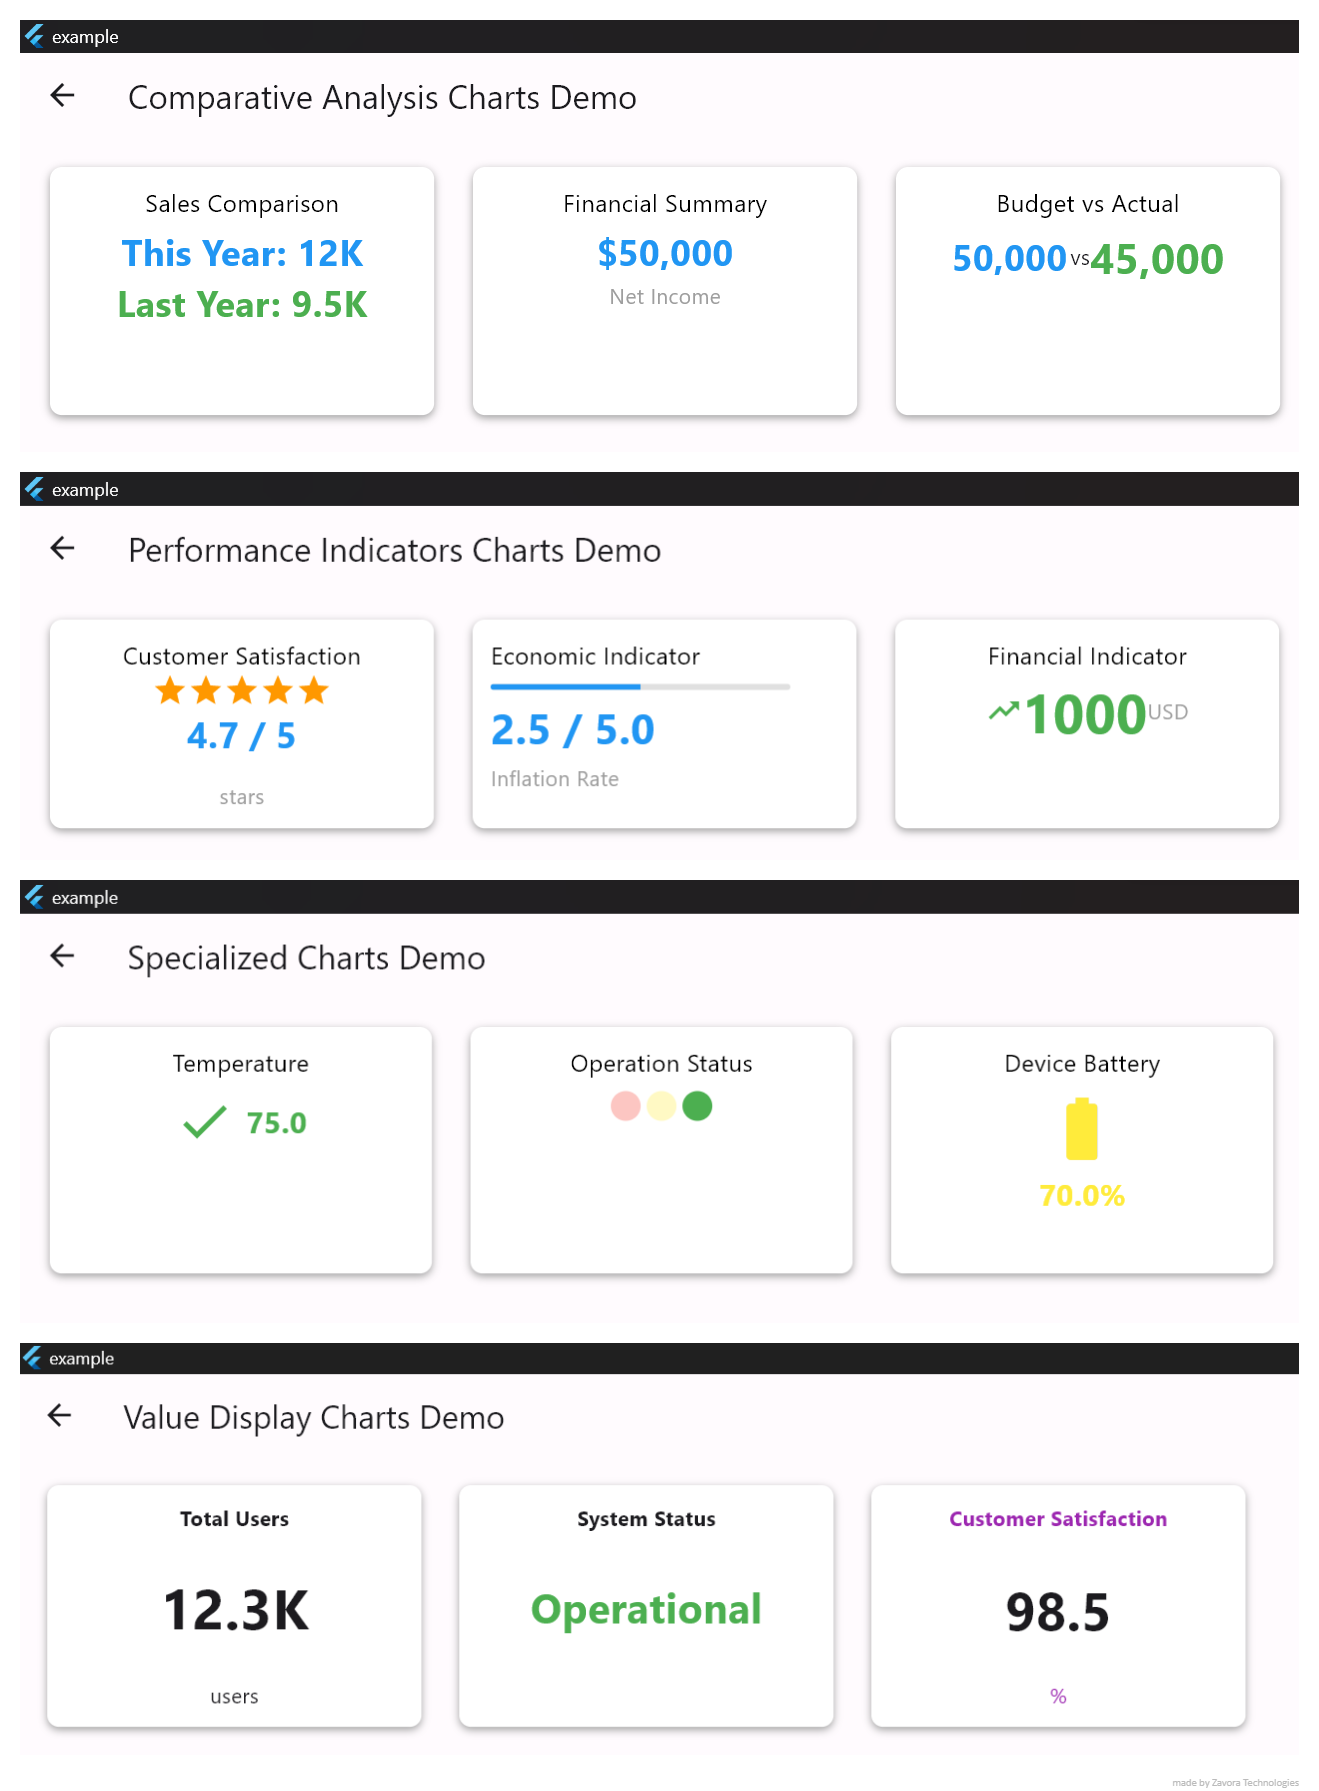 example
Comparative Analysis Charts Demo
Sales Comparison
This Year: 12K
Last Year: 9.5K
Financial Summary
$50,000
Net Income
Budget vs Actual
50,000 vs 45,000
example
Performance Indicators Charts Demo
Customer Satisfaction
4.7 / 5
stars
Economic Indicator
2.5 / 5.0
Inflation Rate
Financial Indicator
1000 USD
example
Specialized Charts Demo
Temperature
75.0
Operation Status
Device Battery
70.0%
example
Value Display Charts Demo
Total Users
12.3K
users
System Status
Operational
Customer Satisfaction
98.5
%
made by Zavora Technologies